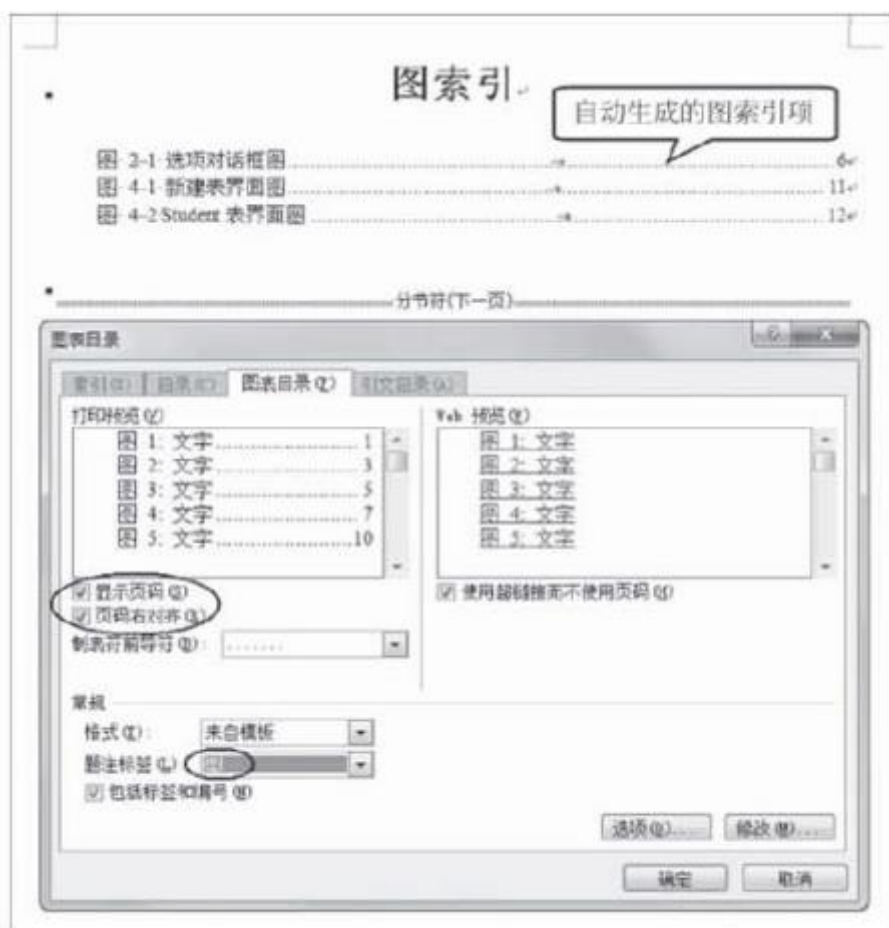 图索引
自动生成的图索引项
图 2-1 选项对话框图 6
图 4-1 新建表界面图 11
图 4-2 Student 表界面图 12
分节符(下一页)
图表目录
索引(X) 目录(C) 图表目录(F) 引文目录(A)
打印预览(V) Web 预览(W)
图 1: 文字 1 图 1: 文字
图 2: 文字 3 图 2: 文字
图 3: 文字 5 图 3: 文字
图 4: 文字 7 图 4: 文字
图 5: 文字 10 图 5: 文字
显示页码(S) 使用超链接而不使用页码(H)
页码右对齐(R)
制表符前导符(B): .......
常规
格式(T): 来自模板
题注标签(L): 图
包括标签和编号(N)
选项(O)... 修改(M)...
确定 取消